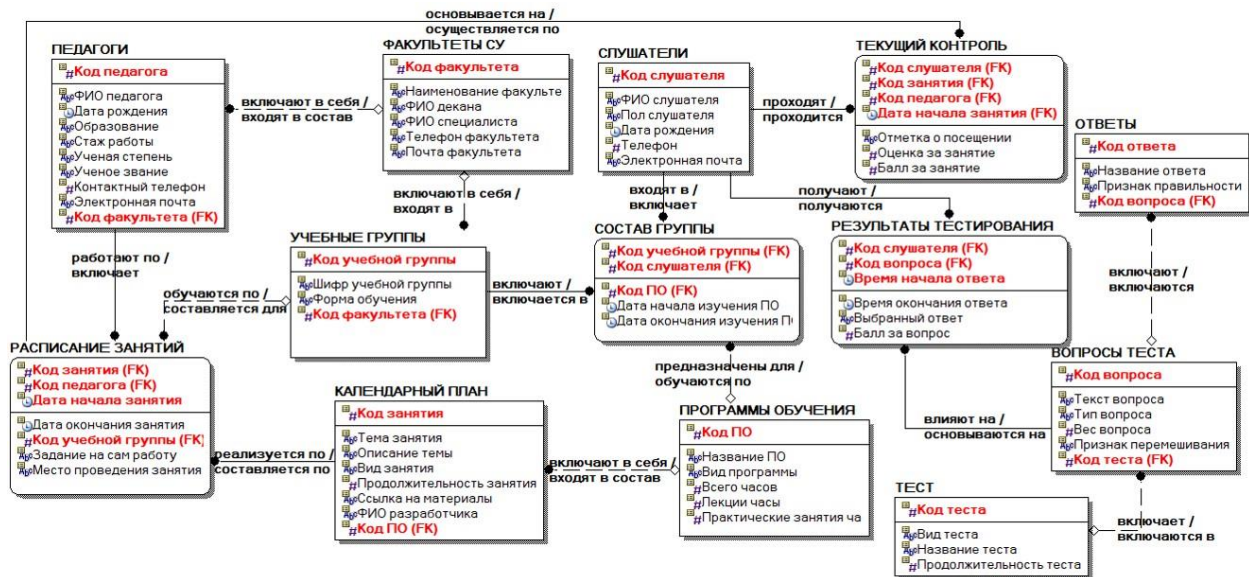 основывается на /
осуществляется по
ПЕДАГОГИ
Код педагога
ФИО педагога
Дата рождения
Образование
Стаж работы
Ученая степень
Ученое звание
Контактный телефон
Электронная почта
Код факультета (FK)
включают в себя /
входят в состав
ФАКУЛЬТЕТЫ СУ
Код факультета
Наименование факульте
ФИО декана
ФИО специалиста
Телефон факультета
Почта факультета
СЛУШАТЕЛИ
Код слушателя
ФИО слушателя
Пол слушателя
Дата рождения
Телефон
Электронная почта
проходят /
проходится
ТЕКУЩИЙ КОНТРОЛЬ
Код слушателя (FK)
Код занятия (FK)
Код педагога (FK)
Дата начала занятия (FK)
Отметка о посещении
Оценка за занятие
Балл за занятие
ОТВЕТЫ
Код ответа
Название ответа
Признак правильности
Код вопроса (FK)
работают по /
включает
включают в себя /
входят в
входят в /
включает
получают /
получаются
обучаются по /
составляется для
УЧЕБНЫЕ ГРУППЫ
Код учебной группы
Шифр учебной группы
Форма обучения
Код факультета (FK)
включают /
включается в
СОСТАВ ГРУППЫ
Код учебной группы (FK)
Код слушателя (FK)
Код ПО (FK)
Дата начала изучения ПО
Дата окончания изучения П
РЕЗУЛЬТАТЫ ТЕСТИРОВАНИЯ
Код слушателя (FK)
Код вопроса (FK)
Время начала ответа
Время окончания ответа
Выбранный ответ
Балл за вопрос
включают /
включаются
РАСПИСАНИЕ ЗАНЯТИЙ
Код занятия (FK)
Код педагога (FK)
Дата начала занятия
Дата окончания занятия
Код учебной группы (FK)
Задание на сам работу
Место проведения занятия
реализуется по /
составляется по
КАЛЕНДАРНЫЙ ПЛАН
Код занятия
Тема занятия
Описание темы
Вид занятия
Продолжительность занятия
Ссылка на материалы
ФИО разработчика
Код ПО (FK)
включают в себя /
входят в состав
предназначены для /
обучаются по
ПРОГРАММЫ ОБУЧЕНИЯ
Код ПО
Название ПО
Вид программы
Всего часов
Лекции часы
Практические занятия ча
влияют на /
основываются на
ВОПРОСЫ ТЕСТА
Код вопроса
Текст вопроса
Тип вопроса
Вес вопроса
Признак перемешивания
Код теста (FK)
ТЕСТ
Код теста
Вид теста
Название теста
Продолжительность теста
включает /
включаются в